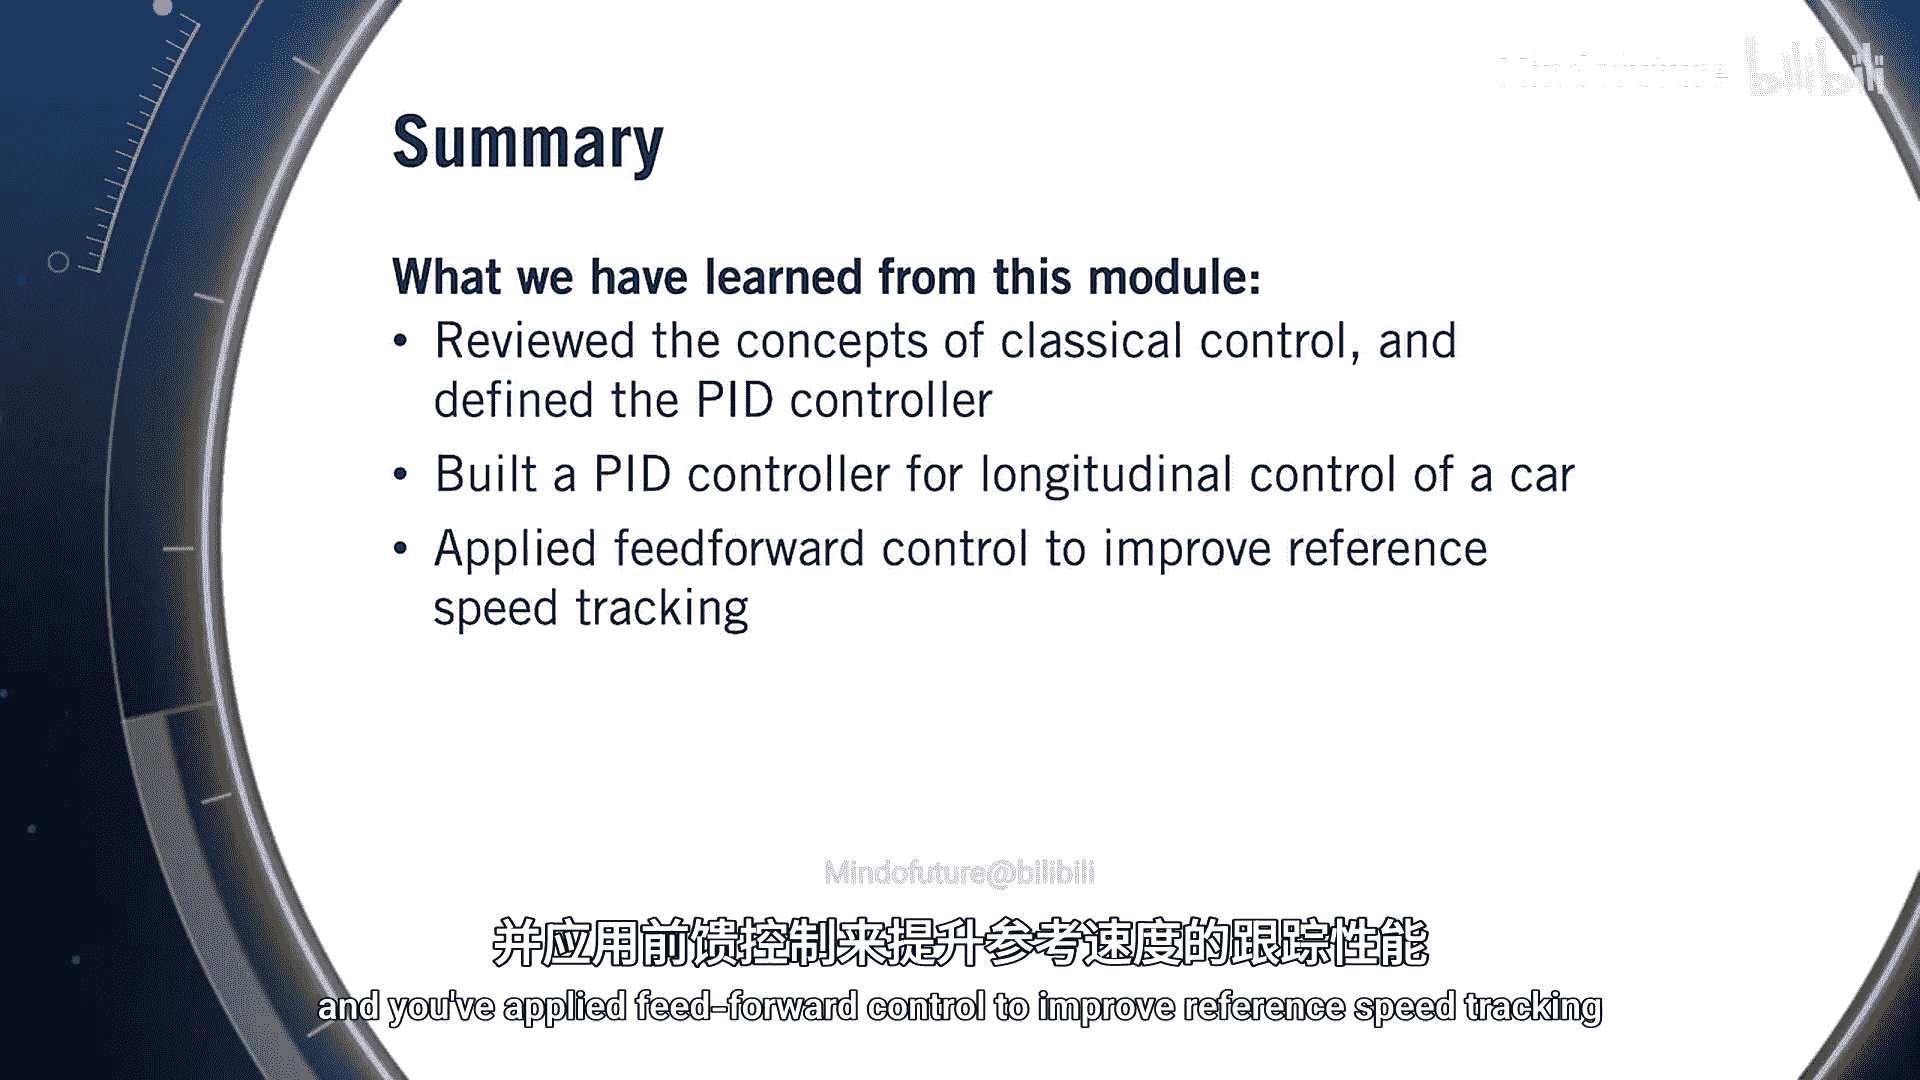 bilibili
Summary
What we have learned from this module:
• Reviewed the concepts of classical control, and
defined the PID controller
• Built a PID controller for longitudinal control of a car
• Applied feedforward control to improve reference
speed tracking
Mindofuture@bilibili
并应用前馈控制来提升参考速度的跟踪性能
and you've applied feed-forward control to improve reference speed tracking